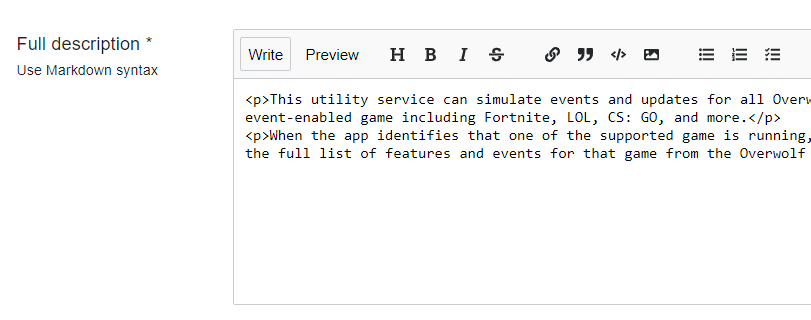 Full description *
Use Markdown syntax
Write Preview H B I S
<p>This utility service can simulate events and updates for all
event-enabled game including Fortnite, LOL, CS: GO, and more.</p>
<p>When the app identifies that one of the supported game is running,
the full list of features and events for that game from the Overwolf